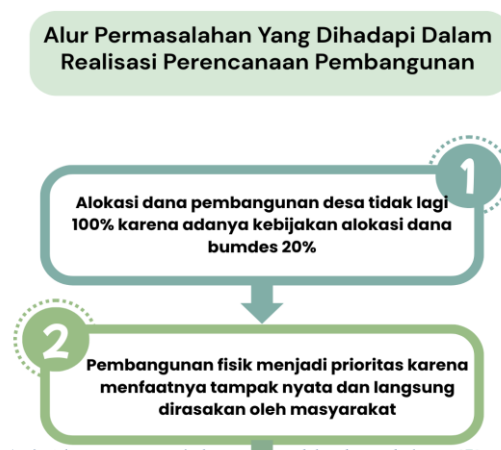 Alur Permasalahan Yang Dihadapi Dalam
Realisasi Perencanaan Pembangunan
1
Alokasi dana pembangunan desa tidak lagi
100% karena adanya kebijakan alokasi dana
bumdes 20%
2
Pembangunan fisik menjadi prioritas karena
menfaatnya tampak nyata dan langsung
dirasakan oleh masyarakat